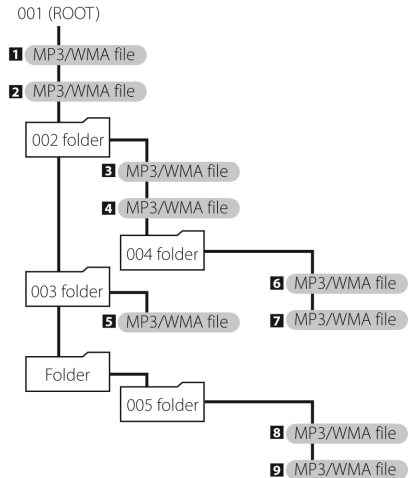 001 (ROOT)
1 MP3/WMA file
2 MP3/WMA file
002 folder
3 MP3/WMA file
4 MP3/WMA file
004 folder
6 MP3/WMA file
003 folder
5 MP3/WMA file
7 MP3/WMA file
Folder
005 folder
8 MP3/WMA file
9 MP3/WMA file